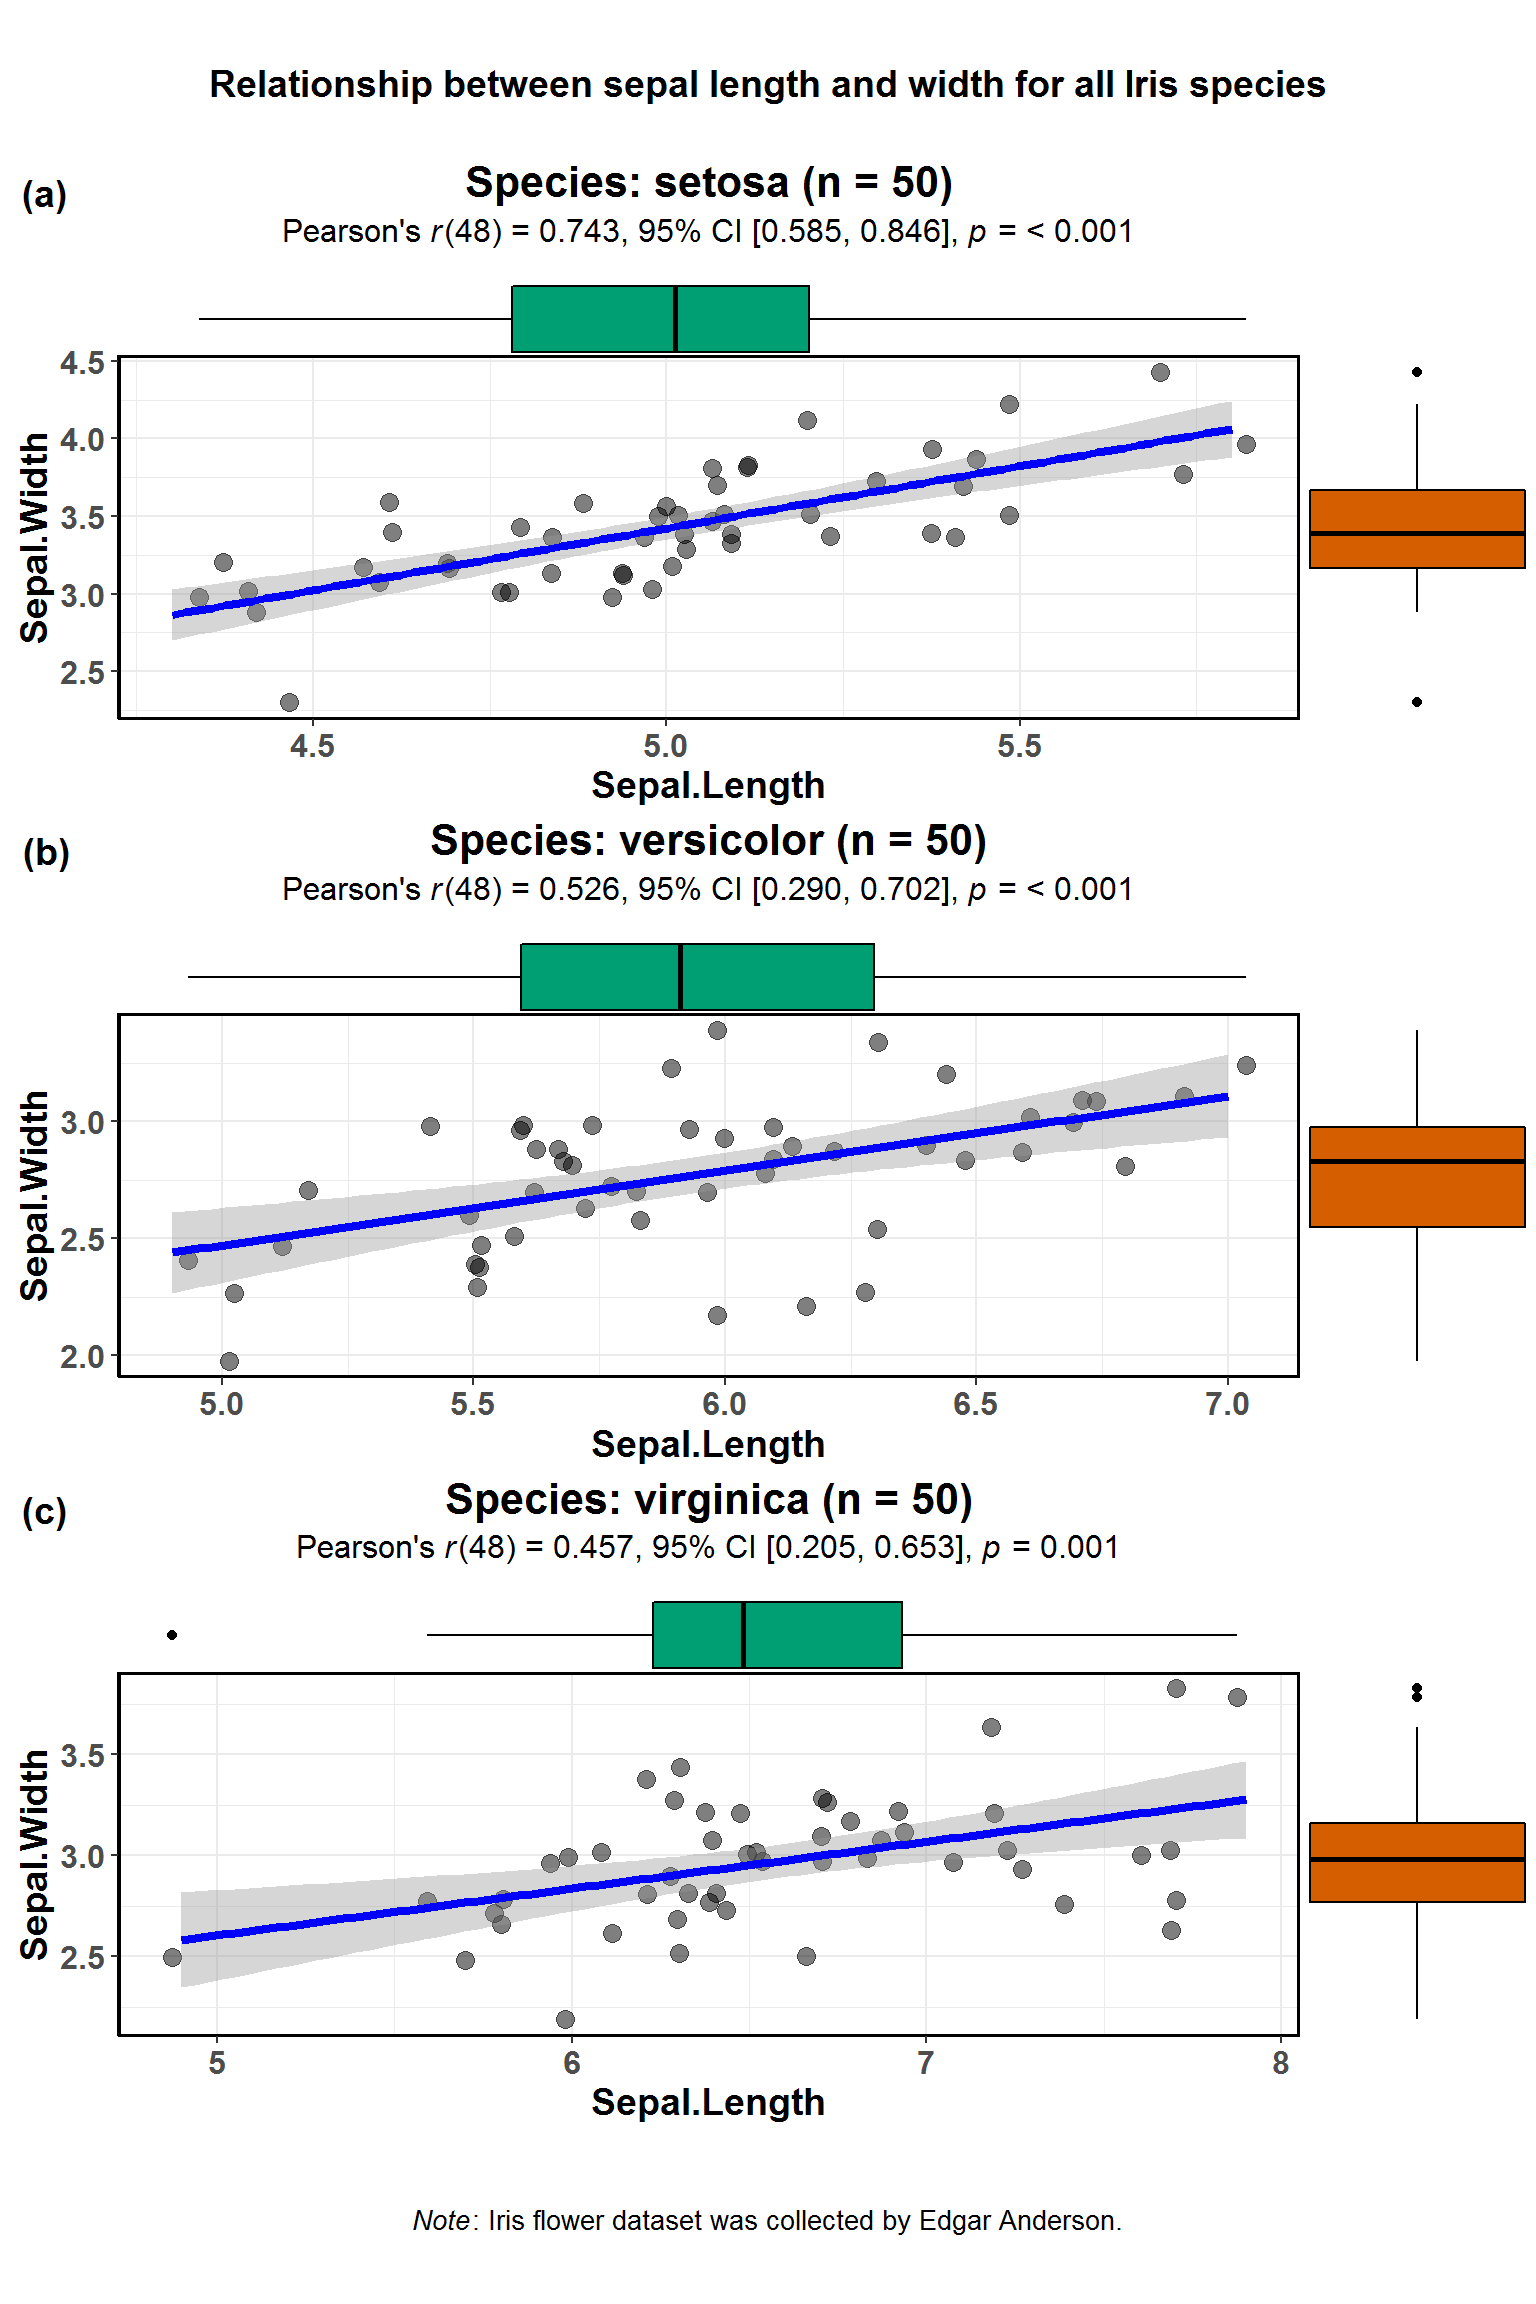 Relationship between sepal length and width for all Iris species
(a)
Species: setosa (n = 50)
Pearson's r(48) = 0.743, 95% CI [0.585, 0.846], p = < 0.001
Sepal.Width
4.5
4.0
3.5
3.0
2.5
4.5 5.0 5.5
Sepal.Length
(b)
Species: versicolor (n = 50)
Pearson's r(48) = 0.526, 95% CI [0.290, 0.702], p = < 0.001
Sepal.Width
3.0
2.5
2.0
5.0 5.5 6.0 6.5 7.0
Sepal.Length
(c)
Species: virginica (n = 50)
Pearson's r(48) = 0.457, 95% CI [0.205, 0.653], p = 0.001
Sepal.Width
3.5
3.0
2.5
5 6 7 8
Sepal.Length
Note: Iris flower dataset was collected by Edgar Anderson.